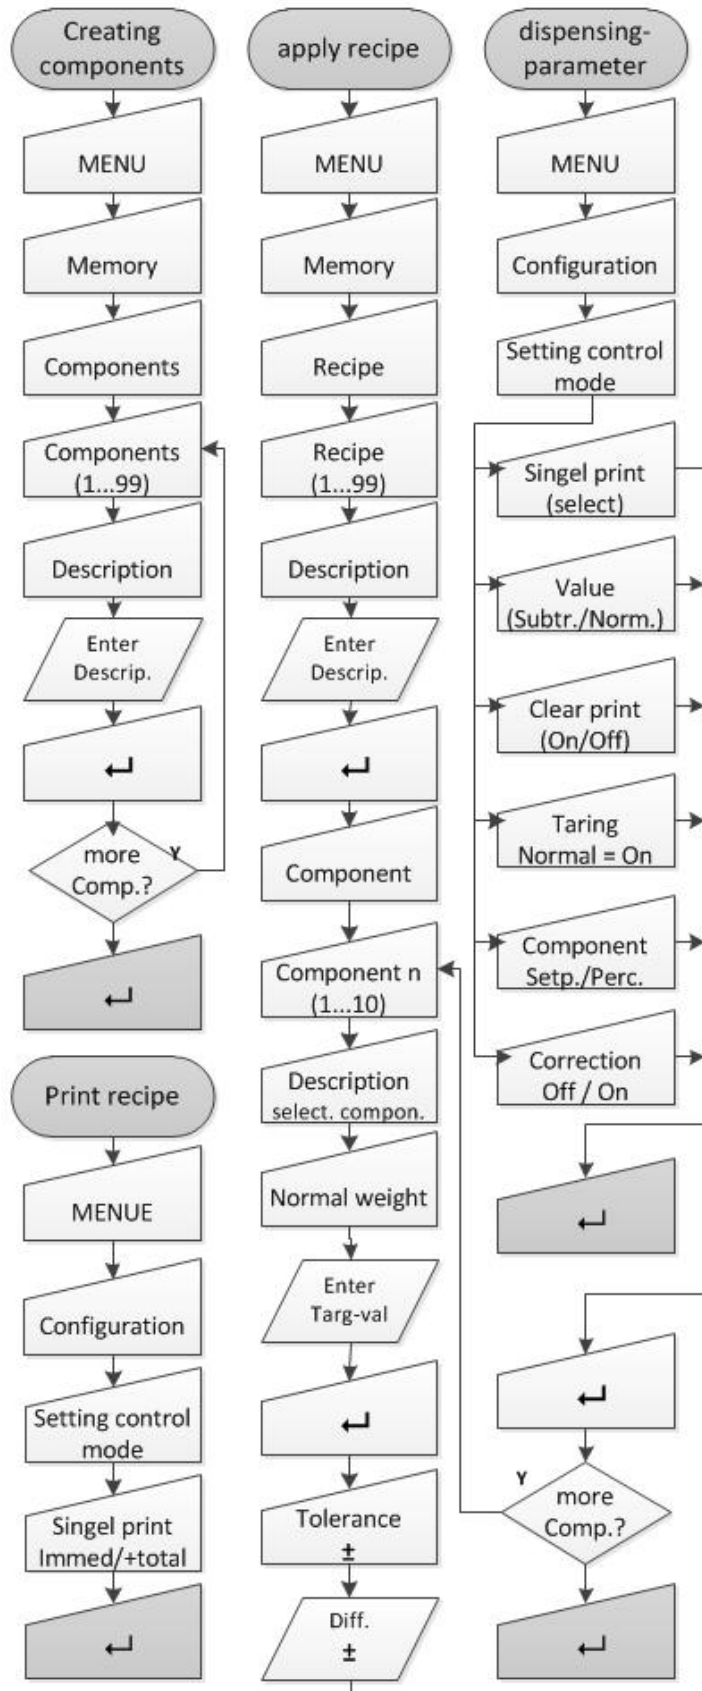 Creating
components
MENU
Memory
Components
Components
(1...99)
Description
Enter
Descrip.
↵
more
Comp.?
Y
↵
Print recipe
MENUE
Configuration
Setting control
mode
Singel print
Immed/+total
↵
apply recipe
MENU
Memory
Recipe
Recipe
(1...99)
Description
Enter
Descrip.
↵
Component
Component n
(1...10)
Description
select. compon.
Normal weight
Enter
Targ-val
↵
Tolerance
±
Diff.
±
dispensing-
parameter
MENU
Configuration
Setting control
mode
Singel print
(select)
Value
(Subtr./Norm.)
Clear print
(On/Off)
Taring
Normal = On
Component
Setp./Perc.
Correction
Off / On
↵
↵
Y
more
Comp.?
↵